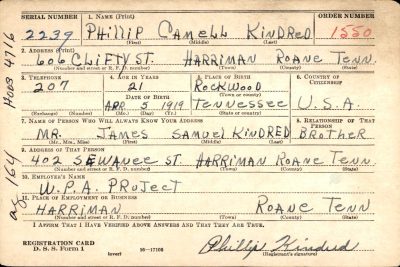 SERIAL NUMBER 1. NAME (Print) ORDER NUMBER
2239 PHILLIP CAMELL KINDRED 1550
(First) (Middle) (Last)
2. ADDRESS (Print)
606 CLIFTY ST. HARRIMAN ROANE TENN.
(Number and street or R. F. D. number) (Town) (County) (State)
3. TELEPHONE 4. AGE IN YEARS 5. PLACE OF BIRTH 6. COUNTRY OF CITIZENSHIP
207 21 ROCKWOOD
(Town or county)
DATE OF BIRTH
APR 5 1919 TENNESSEE U.S.A.
(Exchange) (Number) (Mo.) (Day) (Yr.) (State or country)
7. NAME OF PERSON WHO WILL ALWAYS KNOW YOUR ADDRESS 8. RELATIONSHIP OF THAT PERSON
MR. JAMES SAMUEL KINDRED BROTHER
(Mr., Mrs., Miss) (First) (Middle) (Last)
9. ADDRESS OF THAT PERSON
402 SEWANEE ST. HARRIMAN ROANE TENN.
(Number and street or R. F. D. number) (Town) (County) (State)
10. EMPLOYER'S NAME
W.P.A. PROJECT
11. PLACE OF EMPLOYMENT OR BUSINESS
HARRIMAN ROANE TENN
(Number and street or R. F. D. number) (Town) (County) (State)
I AFFIRM THAT I HAVE VERIFIED ABOVE ANSWERS AND THAT THEY ARE TRUE.
REGISTRATION CARD
D. S. S. Form 1 16—17105 Phillip Kindred
(over) (Registrant's signature)